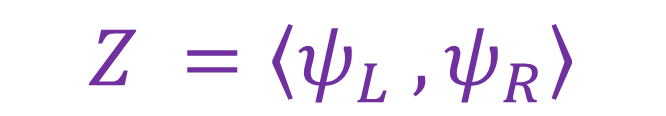 Z = ⟨ψ_L , ψ_R⟩